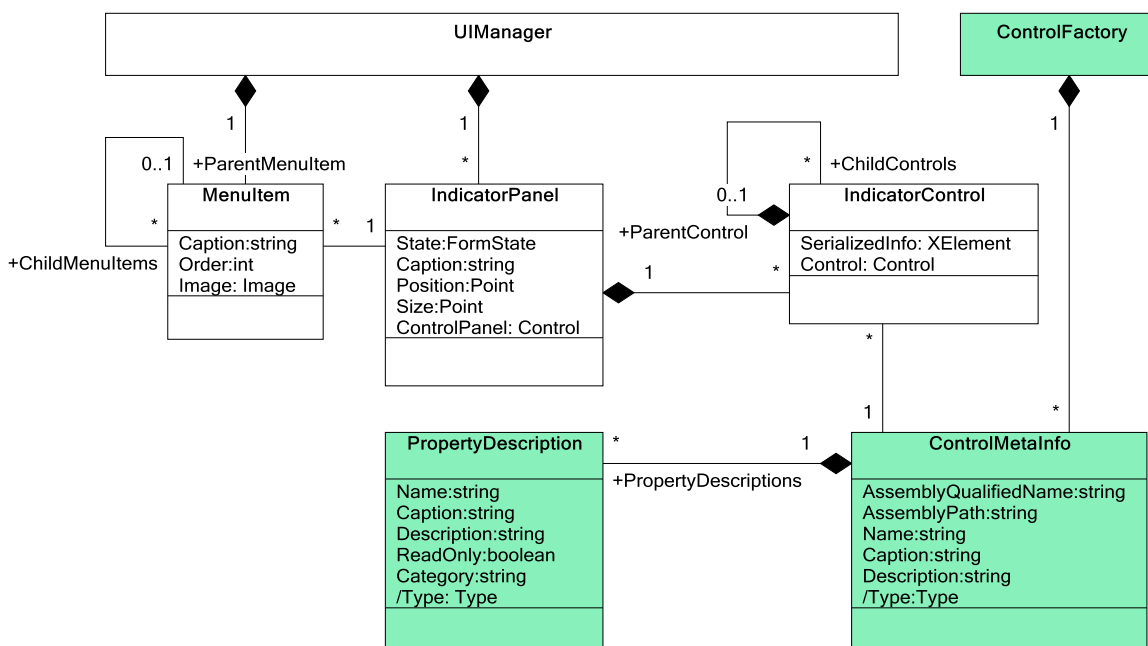 UIManager
ControlFactory
1
1
1
0..1
+ParentMenuItem
*
*
+ChildControls
MenuItem
IndicatorPanel
0..1
IndicatorControl
*
*
1
+ParentControl
Caption:string
Order:int
Image: Image
+ChildMenuItems
State:FormState
Caption:string
Position:Point
Size:Point
ControlPanel: Control
1
*
SerializedInfo: XElement
Control: Control
*
1
*
PropertyDescription
*
1
+PropertyDescriptions
ControlMetaInfo
Name:string
Caption:string
Description:string
ReadOnly:boolean
Category:string
/Type: Type
AssemblyQualifiedName:string
AssemblyPath:string
Name:string
Caption:string
Description:string
/Type:Type